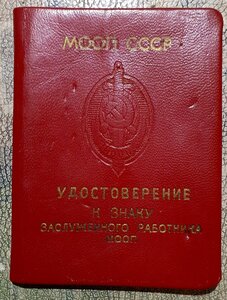 МООП СССР
УДОСТОВЕРЕНИЕ
К ЗНАКУ
ЗАСЛУЖЕННОГО РАБОТНИКА
МООП